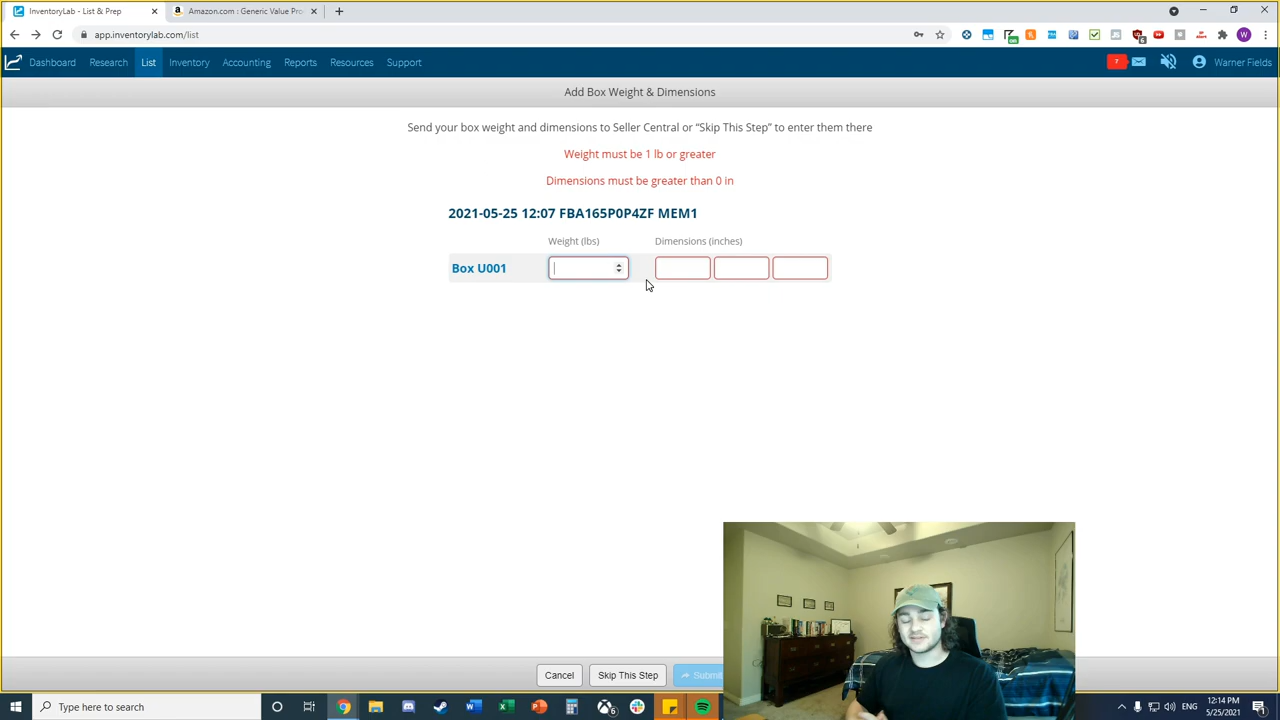 InventoryLab - List & Prep
Amazon.com : Generic Value Pro
app.inventorylab.com/list
Dashboard
Research
List
Inventory
Accounting
Reports
Resources
Support
7
Warner Fields
Add Box Weight & Dimensions
Send your box weight and dimensions to Seller Central or “Skip This Step” to enter them there
Weight must be 1 lb or greater
Dimensions must be greater than 0 in
2021-05-25 12:07 FBA165P0P4ZF MEM1
Weight (lbs)
Dimensions (inches)
Box U001
Cancel
Skip This Step
Submit
Type here to search
ENG
12:14 PM
5/25/2021